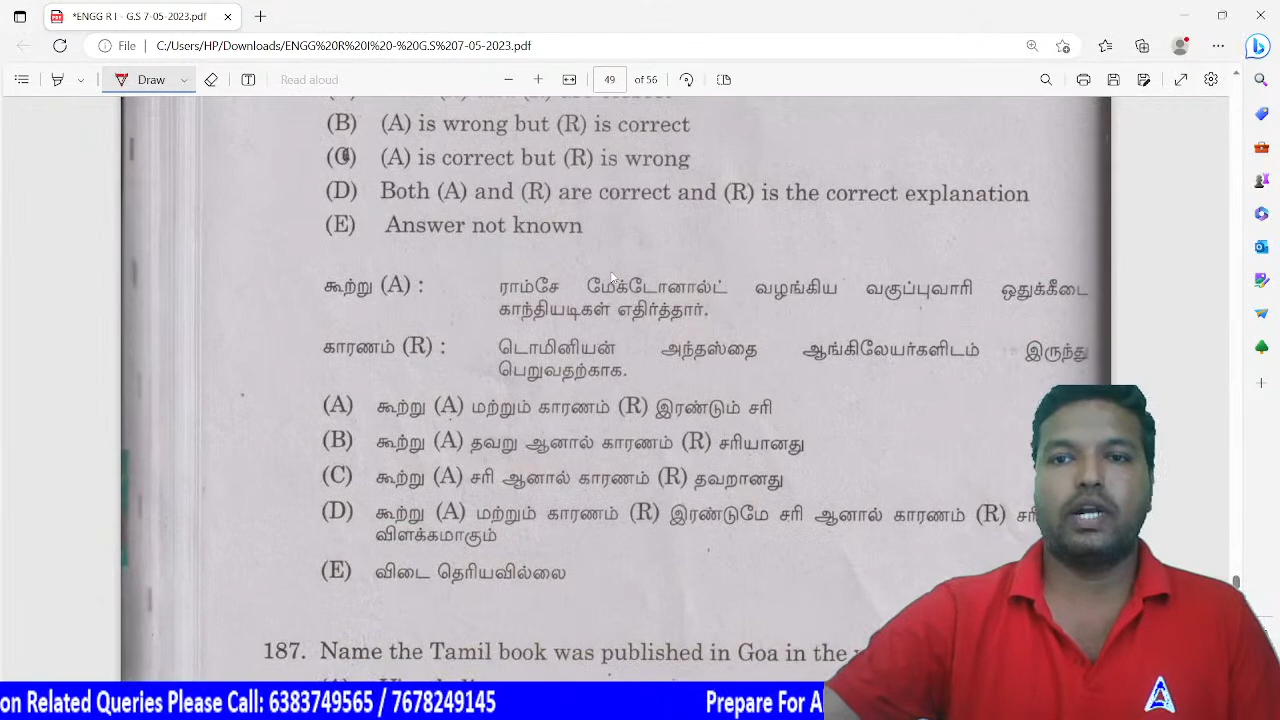 *ENGG R I - G.S 7-05-2023.pdf
File C:/Users/HP/Downloads/ENGG%20R%20I%20-%20G.S%207-05-2023.pdf
Draw Read aloud 49 of 56
(B) (A) is wrong but (R) is correct
(A) is correct but (R) is wrong
(D) Both (A) and (R) are correct and (R) is the correct explanation
(E) Answer not known
கூற்று (A) : ராம்சே மேக்டோனால்ட் வழங்கிய வகுப்புவாரி ஒதுக்கீடை
காந்தியடிகள் எதிர்த்தார்.
காரணம் (R) : டொமினியன் அந்தஸ்தை ஆங்கிலேயர்களிடம் இருந்து
பெறுவதற்காக.
(A) கூற்று (A) மற்றும் காரணம் (R) இரண்டும் சரி
(B) கூற்று (A) தவறு ஆனால் காரணம் (R) சரியானது
(C) கூற்று (A) சரி ஆனால் காரணம் (R) தவறானது
(D) கூற்று (A) மற்றும் காரணம் (R) இரண்டுமே சரி ஆனால் காரணம் (R)
விளக்கமாகும்
(E) விடை தெரியவில்லை
187. Name the Tamil book was published in Goa in the
on Related Queries Please Call: 6383749565 / 7678249145 Prepare For